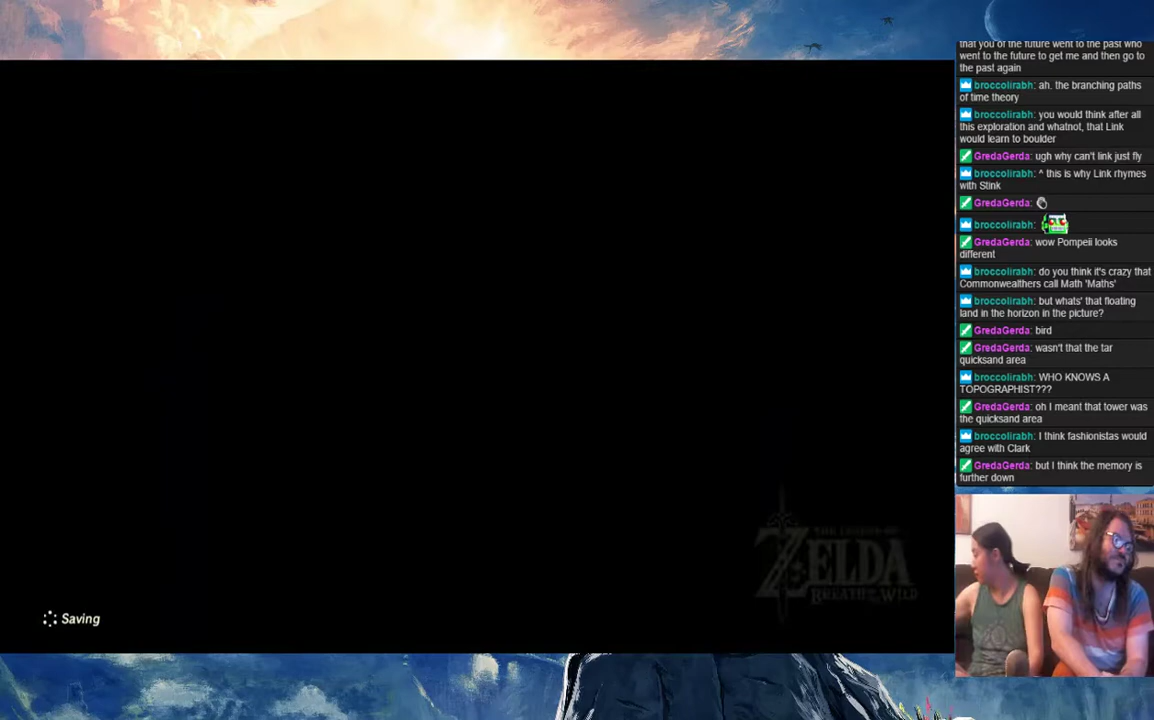 that you of the future went to the past who
went to the future to get me and then go to
the past again
broccolirabh: ah. the branching paths
of time theory
broccolirabh: you would think after all
this exploration and whatnot, that Link
would learn to boulder
GredaGerda: ugh why can't link just fly
broccolirabh: ^ this is why Link rhymes
with Stink
GredaGerda:
broccolirabh:
GredaGerda: wow Pompeii looks
different
broccolirabh: do you think it's crazy that
Commonwealthers call Math 'Maths'
broccolirabh: but whats' that floating
land in the horizon in the picture?
GredaGerda: bird
GredaGerda: wasn't that the tar
quicksand area
broccolirabh: WHO KNOWS A
TOPOGRAPHIST???
GredaGerda: oh I meant that tower was
the quicksand area
broccolirabh: I think fashionistas would
agree with Clark
GredaGerda: but I think the memory is
further down
THE LEGEND OF
ZELDA
BREATH OF THE WILD
Saving